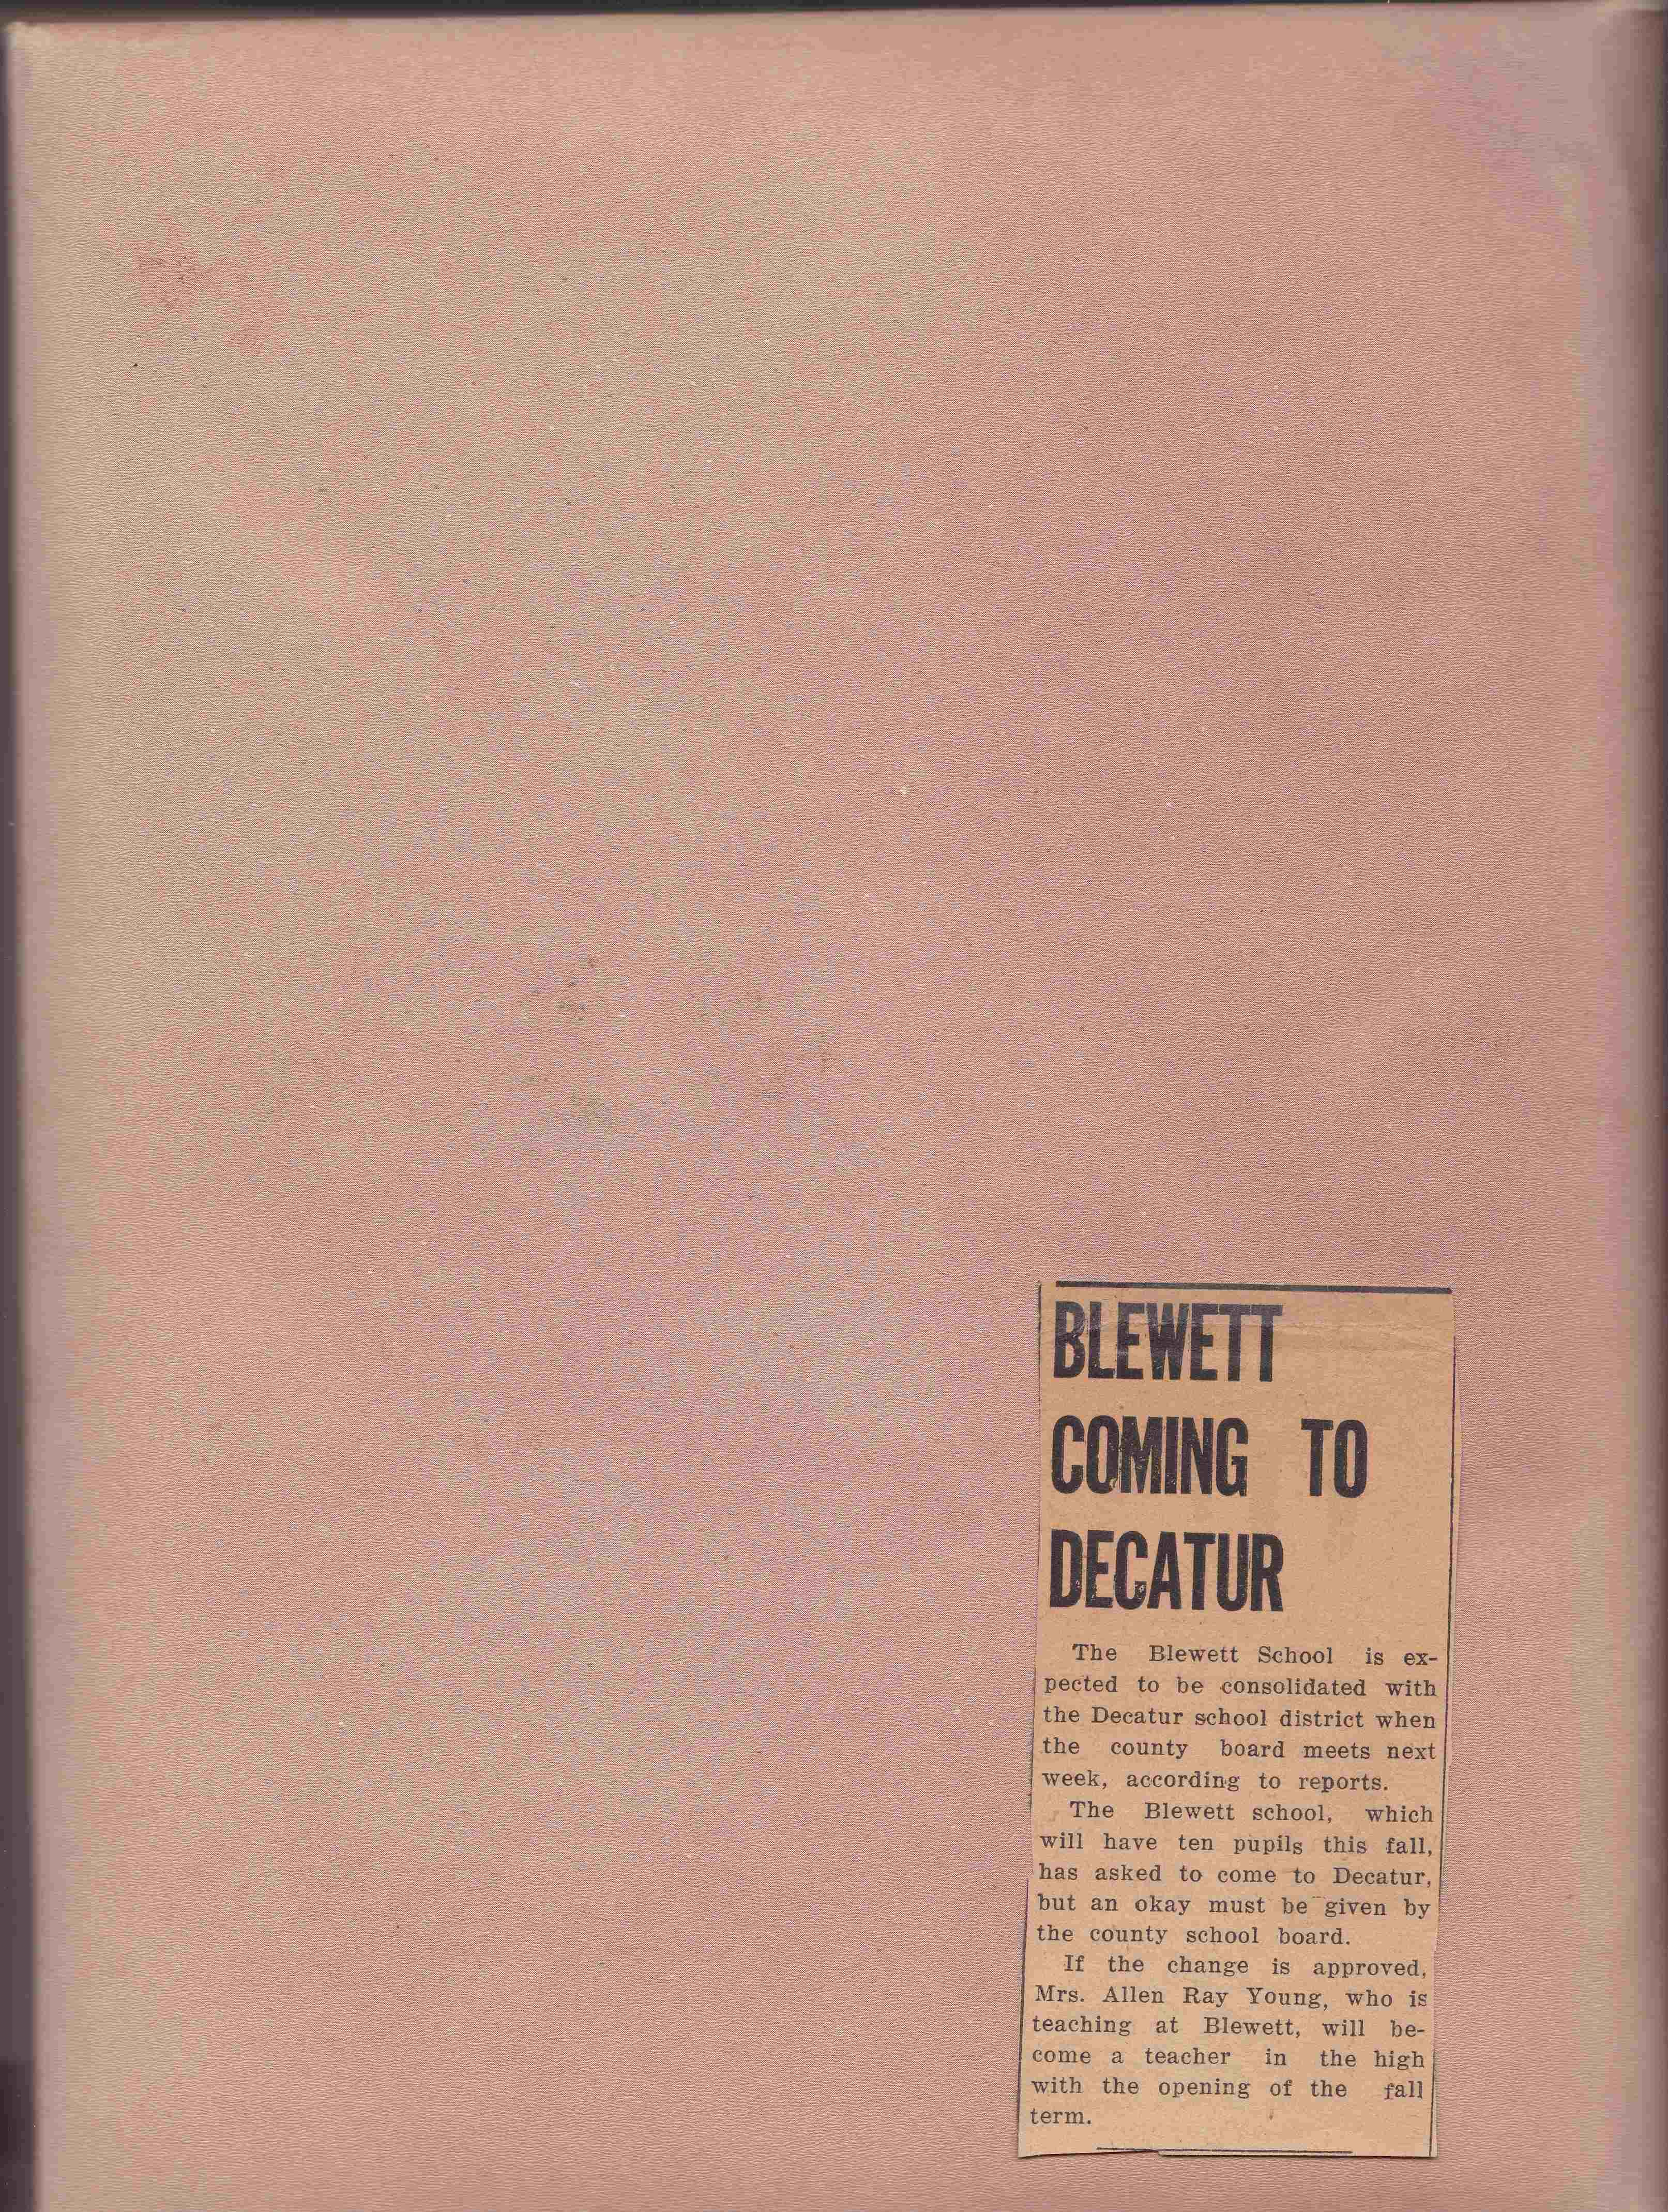 BLEWETT
COMING TO
DECATUR
The Blewett School is ex-
pected to be consolidated with
the Decatur school district when
the county board meets next
week, according to reports.
The Blewett school, which
will have ten pupils this fall,
has asked to come to Decatur,
but an okay must be given by
the county school board.
If the change is approved,
Mrs. Allen Ray Young, who is
teaching at Blewett, will be-
come a teacher in the high
with the opening of the fall
term.